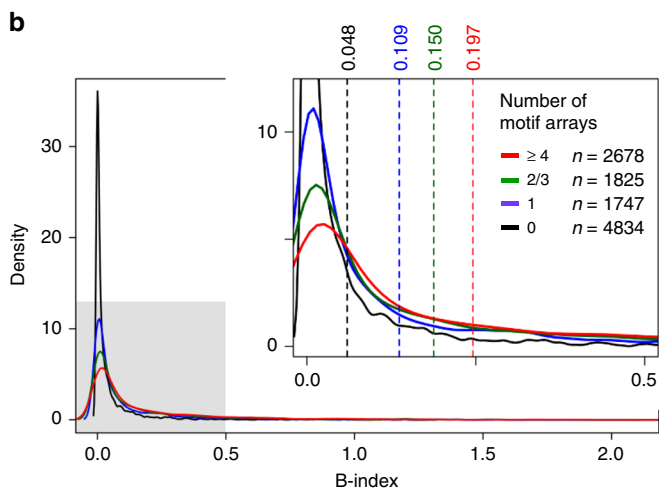 b
0.048
0.109
0.150
0.197
Number of
motif arrays
≥ 4 n = 2678
2/3 n = 1825
1 n = 1747
0 n = 4834
10
0
0.0 0.5
Density
30
20
10
0
0.0 0.5 1.0 1.5 2.0
B-index